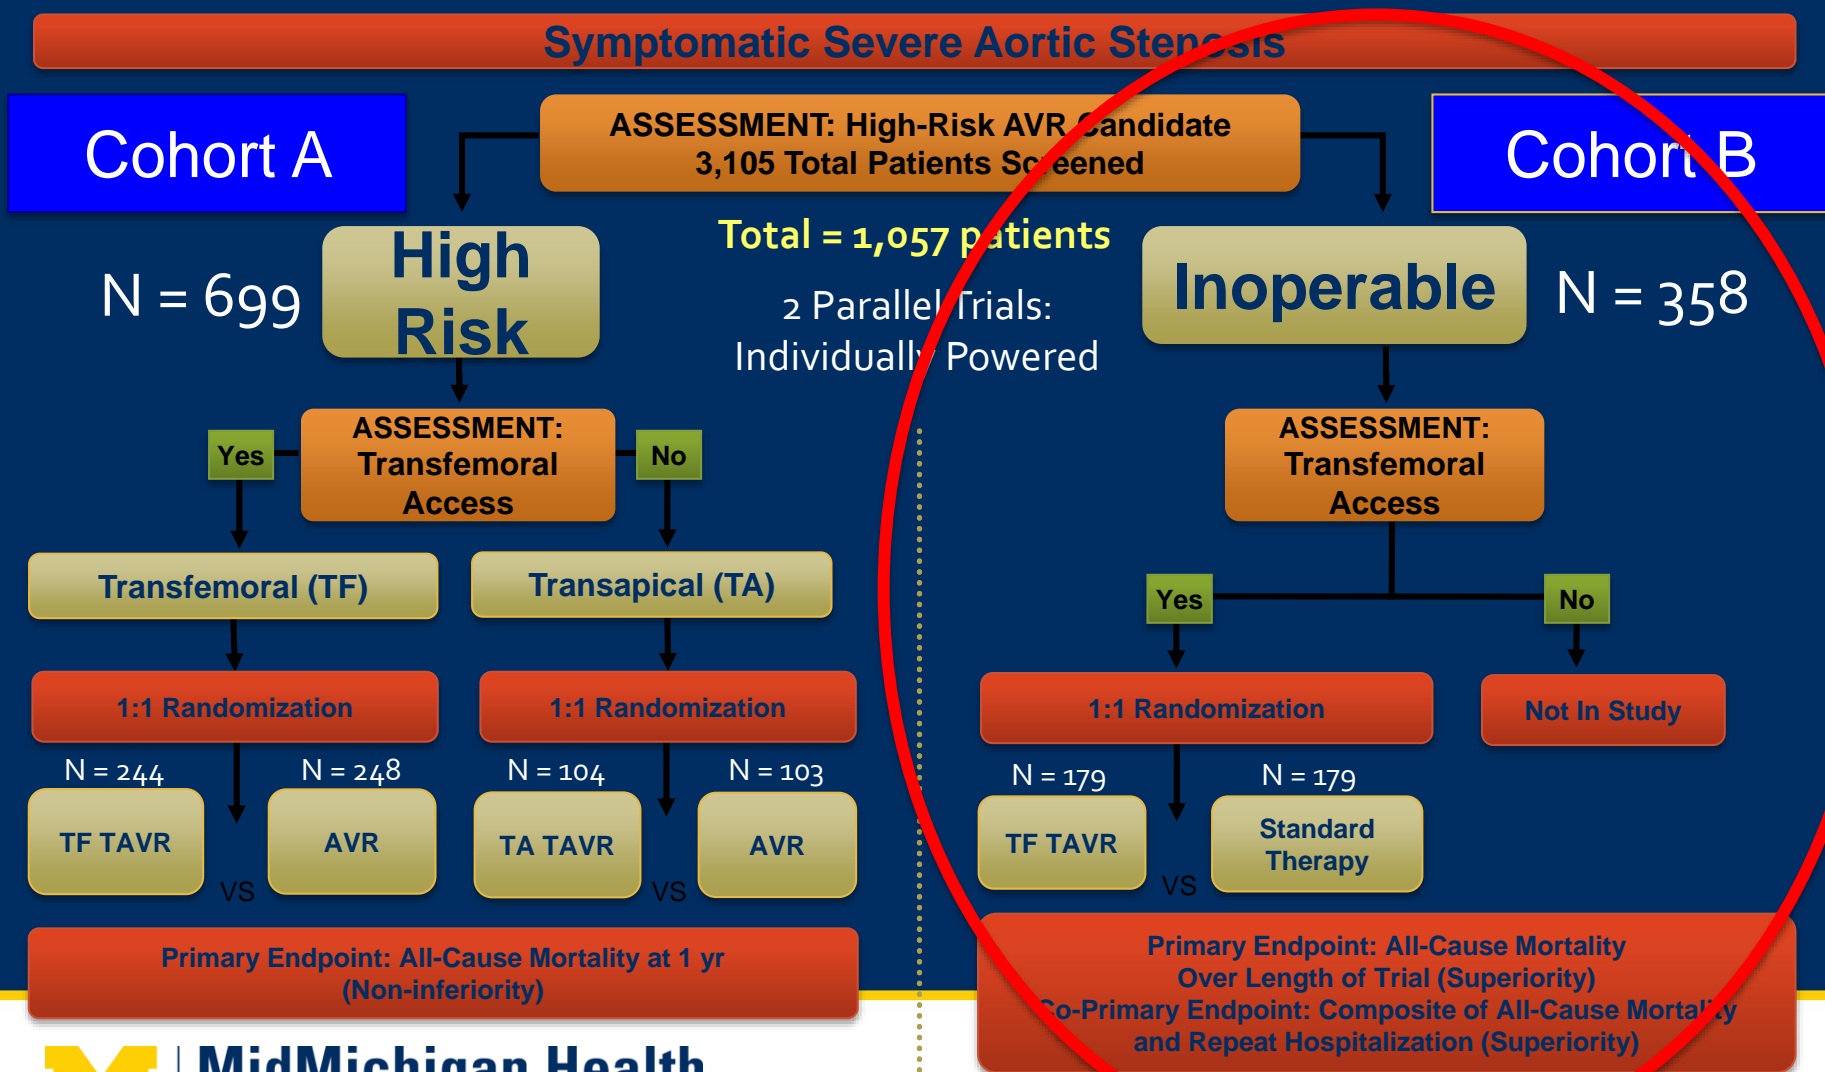 Symptomatic Severe Aortic Stenosis
Cohort A
ASSESSMENT: High-Risk AVR Candidate
3,105 Total Patients Screened
Cohort B
Total = 1,057 patients
2 Parallel Trials:
Individually Powered
N = 699
High
Risk
Inoperable
N = 358
ASSESSMENT:
Transfemoral
Access
Yes
No
Transfemoral (TF)
Transapical (TA)
1:1 Randomization
1:1 Randomization
N = 244
N = 248
N = 104
N = 103
TF TAVR
VS
AVR
TA TAVR
VS
AVR
Primary Endpoint: All-Cause Mortality at 1 yr
(Non-inferiority)
ASSESSMENT:
Transfemoral
Access
Yes
No
1:1 Randomization
Not In Study
N = 179
N = 179
TF TAVR
VS
Standard
Therapy
Primary Endpoint: All-Cause Mortality
Over Length of Trial (Superiority)
Co-Primary Endpoint: Composite of All-Cause Mortality
and Repeat Hospitalization (Superiority)
MidMichigan Health